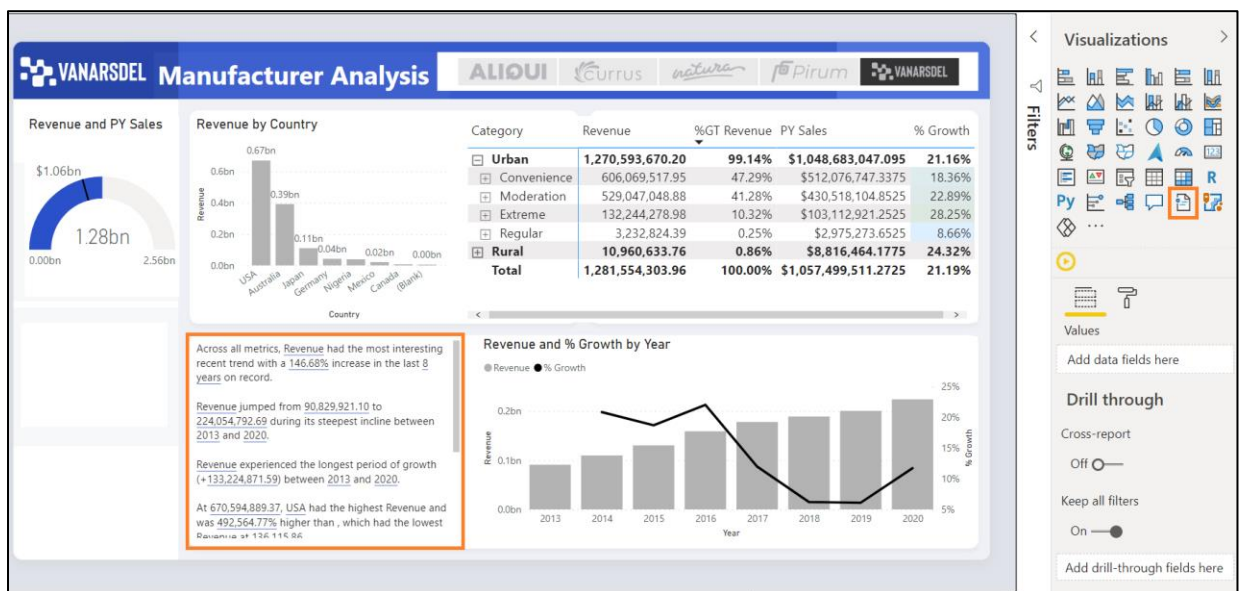 VANARSDEL Manufacturer Analysis
ALIQUI Currus natura Pirum VANARSDEL
Revenue and PY Sales
$1.06bn
1.28bn
0.00bn 2.56bn
Revenue by Country
0.67bn
0.6bn
0.39bn
0.4bn
0.2bn
0.11bn
0.04bn 0.02bn 0.00bn
0.0bn
Revenue
USA Australia Japan Germany Nigeria Mexico Canada (Blank)
Country
Category Revenue %GT Revenue PY Sales % Growth
Urban 1,270,593,670.20 99.14% $1,048,683,047.095 21.16%
Convenience 606,069,517.95 47.29% $512,076,747.3375 18.36%
Moderation 529,047,048.88 41.28% $430,518,104.8525 22.89%
Extreme 132,244,278.98 10.32% $103,112,921.2525 28.25%
Regular 3,232,824.39 0.25% $2,975,273.6525 8.66%
Rural 10,960,633.76 0.86% $8,816,464.1775 24.32%
Total 1,281,554,303.96 100.00% $1,057,499,511.2725 21.19%
Across all metrics, Revenue had the most interesting
recent trend with a 146.68% increase in the last 8
years on record.
Revenue jumped from 90,829,921.10 to
224,054,792.69 during its steepest incline between
2013 and 2020.
Revenue experienced the longest period of growth
(+133,224,871.59) between 2013 and 2020.
At 670,594,889.37, USA had the highest Revenue and
was 492,564.77% higher than , which had the lowest
Revenue at 136,115.86.
Revenue and % Growth by Year
Revenue % Growth
0.2bn
0.1bn
0.0bn
Revenue
25%
20%
15%
10%
5%
% Growth
2013 2014 2015 2016 2017 2018 2019 2020
Year
Filters
Visualizations
123
R
Py
...
Values
Add data fields here
Drill through
Cross-report
Off
Keep all filters
On
Add drill-through fields here